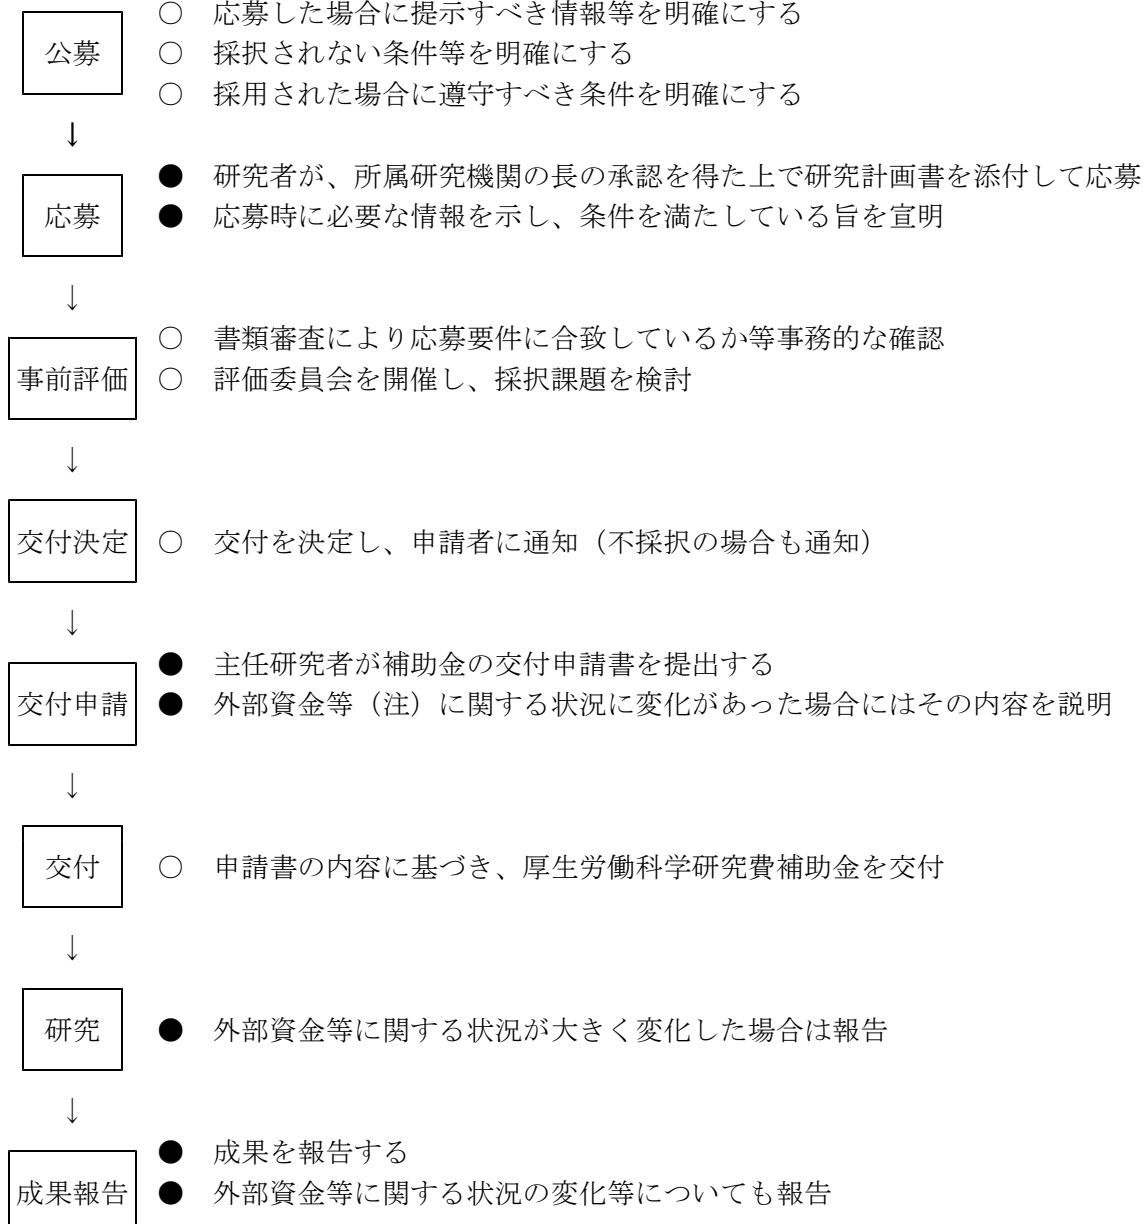 ○ 応募した場合に提示すべき情報等を明確にする
公募 ○ 採択されない条件等を明確にする
○ 採用された場合に遵守すべき条件を明確にする
↓
● 研究者が、所属研究機関の長の承認を得た上で研究計画書を添付して応募
応募 ● 応募時に必要な情報を示し、条件を満たしている旨を宣明
↓
○ 書類審査により応募要件に合致しているか等事務的な確認
事前評価 ○ 評価委員会を開催し、採択課題を検討
↓
交付決定 ○ 交付を決定し、申請者に通知（不採択の場合も通知）
↓
● 主任研究者が補助金の交付申請書を提出する
交付申請 ● 外部資金等（注）に関する状況に変化があった場合にはその内容を説明
↓
交付 ○ 申請書の内容に基づき、厚生労働科学研究費補助金を交付
↓
研究 ● 外部資金等に関する状況が大きく変化した場合は報告
↓
● 成果を報告する
成果報告 ● 外部資金等に関する状況の変化等についても報告